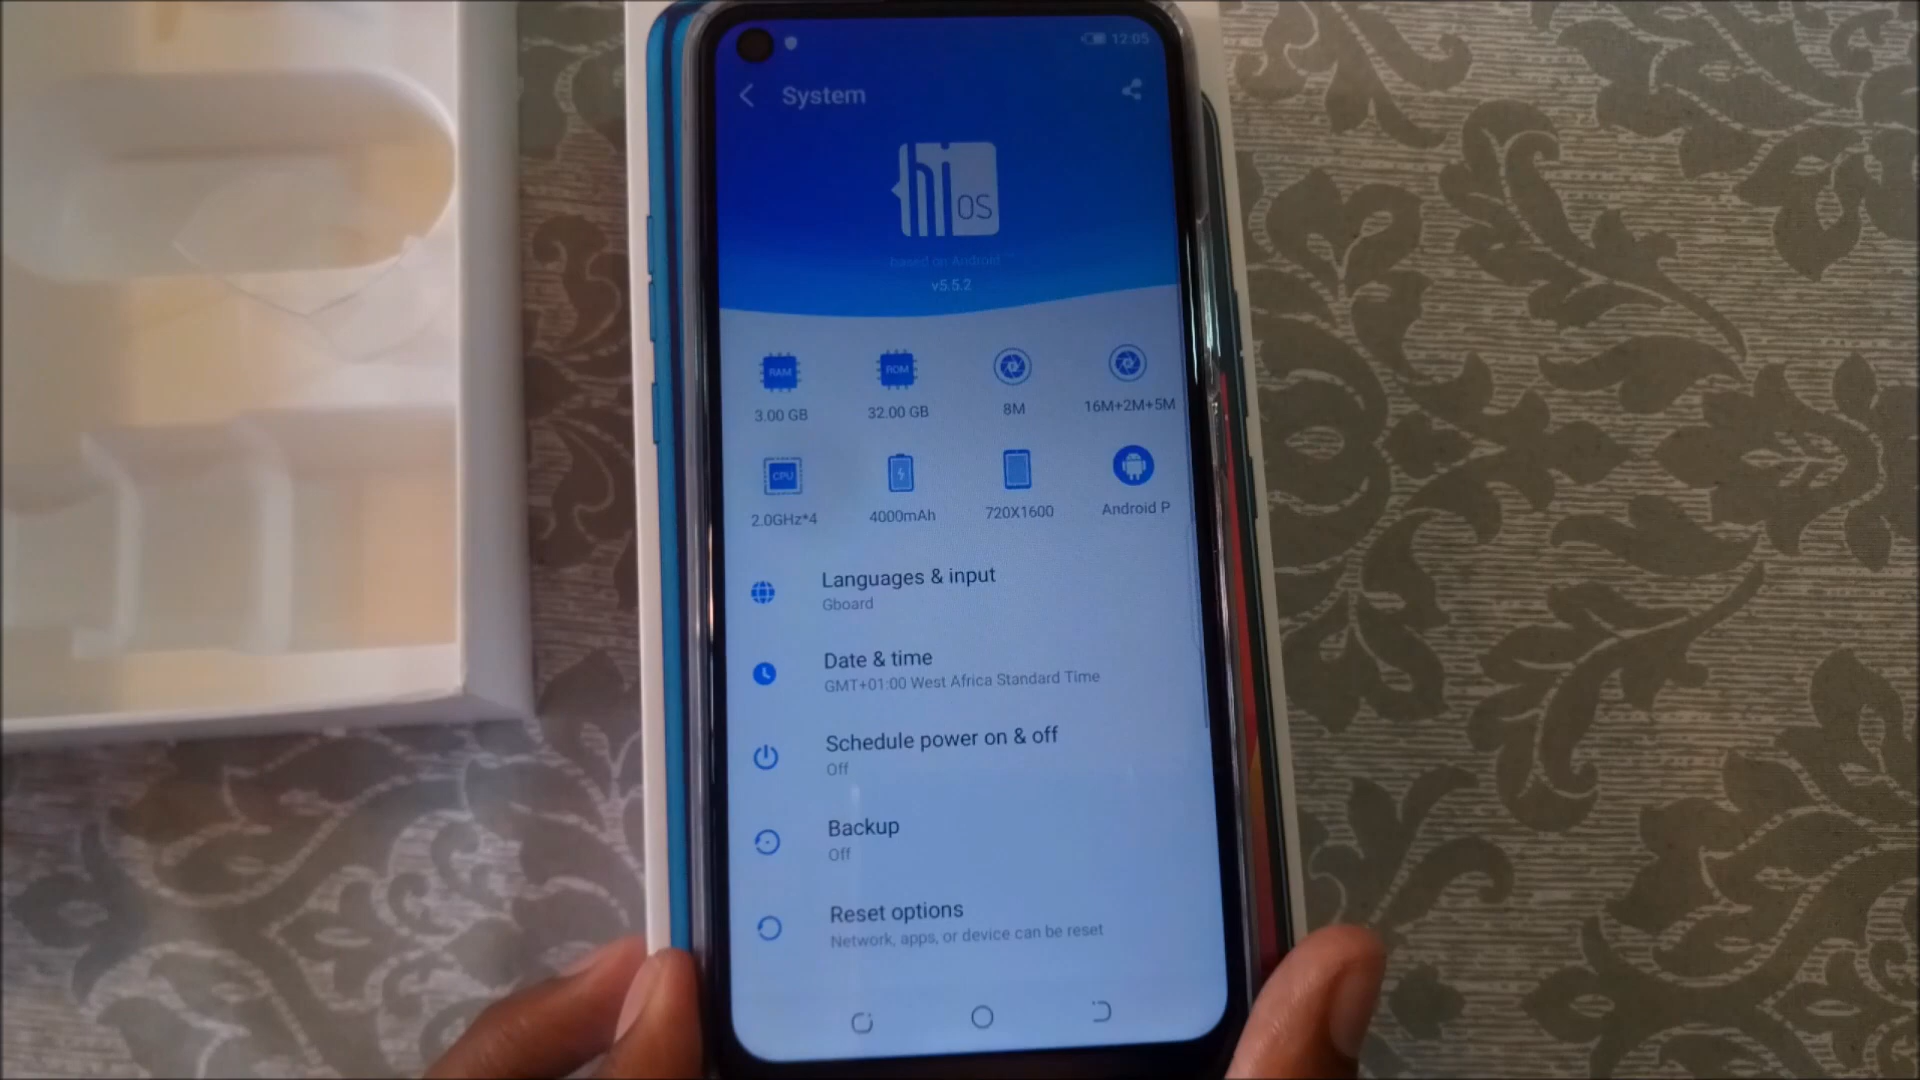 12:05
System
hi OS
based on Android
v5.5.2
RAM
ROM
3.00 GB
32.00 GB
8M
16M+2M+5M
CPU
2.0GHz*4
4000mAh
720X1600
Android P
Languages & input
Gboard
Date & time
GMT+01:00 West Africa Standard Time
Schedule power on & off
Off
Backup
Off
Reset options
Network, apps, or device can be reset